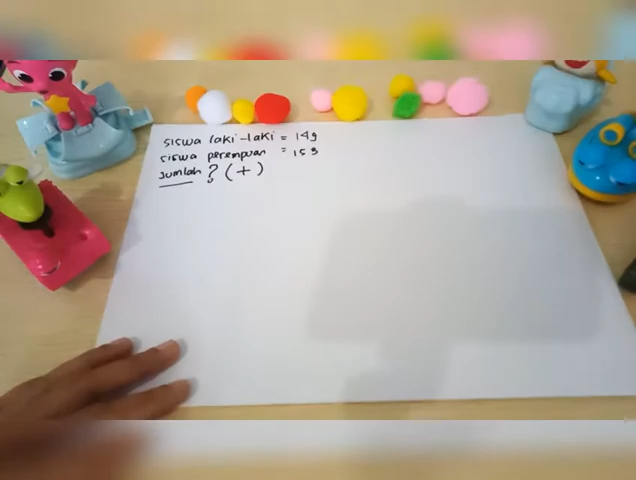 siswa laki-laki = 149
siswa perempuan = 153
Jumlah ? (+)